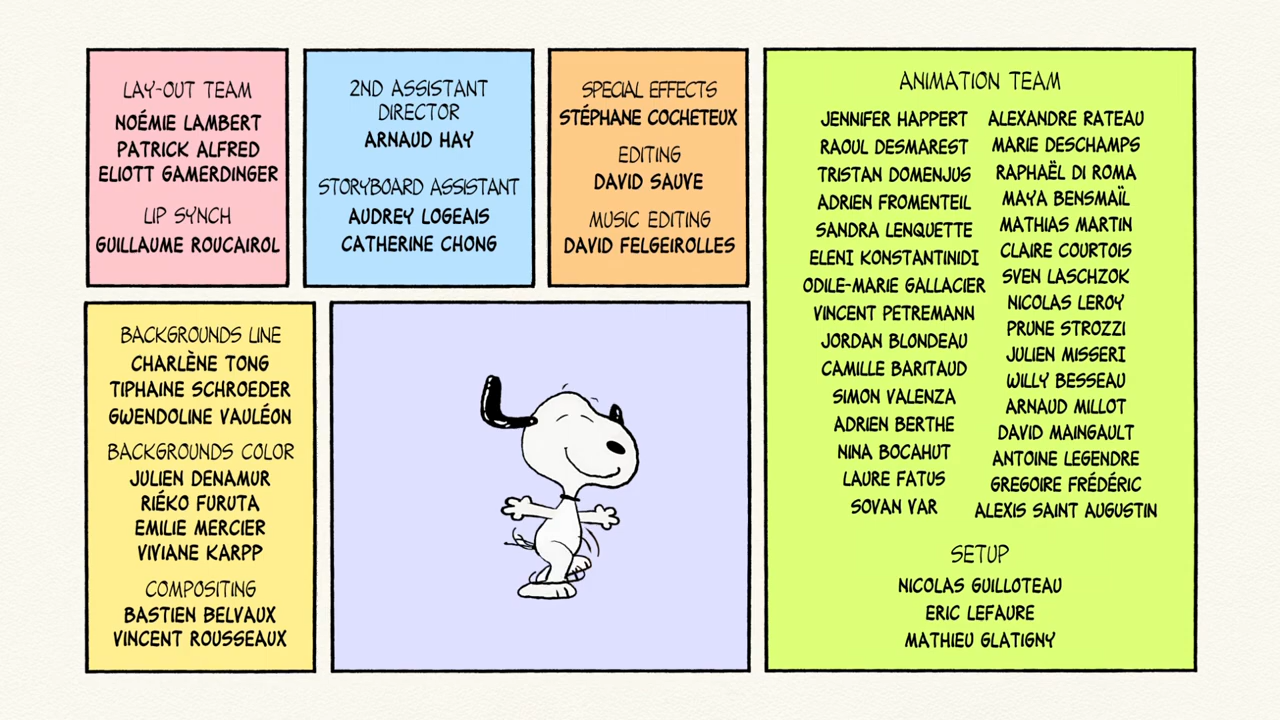 LAY-OUT TEAM
NOÉMIE LAMBERT
PATRICK ALFRED
ELIOTT GAMERDINGER
LIP SYNCH
GUILLAUME ROUCAIROL
2ND ASSISTANT
DIRECTOR
ARNAUD HAY
STORYBOARD ASSISTANT
AUDREY LOGEAIS
CATHERINE CHONG
SPECIAL EFFECTS
STÉPHANE COCHETEUX
EDITING
DAVID SAUVE
MUSIC EDITING
DAVID FELGEIROLLES
BACKGROUNDS LINE
CHARLÈNE TONG
TIPHAINE SCHROEDER
GWENDOLINE VAULÉON
BACKGROUNDS COLOR
JULIEN DENAMUR
RIÉKO FURUTA
EMILIE MERCIER
VIVIANE KARPP
COMPOSITING
BASTIEN BELVAUX
VINCENT ROUSSEAUX
ANIMATION TEAM
JENNIFER HAPPERT
RAOUL DESMAREST
TRISTAN DOMENJUS
ADRIEN FROMENTEIL
SANDRA LENQUETTE
ELENI KONSTANTINIDI
ODILE-MARIE GALLACIER
VINCENT PETREMANN
JORDAN BLONDEAU
CAMILLE BARITAUD
SIMON VALENZA
ADRIEN BERTHE
NINA BOCAHUT
LAURE FATUS
SOVAN VAR
ALEXANDRE RATEAU
MARIE DESCHAMPS
RAPHAËL DI ROMA
MAYA BENSMAÏL
MATHIAS MARTIN
CLAIRE COURTOIS
SVEN LASCHZOK
NICOLAS LEROY
PRUNE STROZZI
JULIEN MISSERI
WILLY BESSEAU
ARNAUD MILLOT
DAVID MAINGAULT
ANTOINE LEGENDRE
GREGOIRE FRÉDÉRIC
ALEXIS SAINT AUGUSTIN
SETUP
NICOLAS GUILLOTEAU
ERIC LEFAURE
MATHIEU GLATIGNY